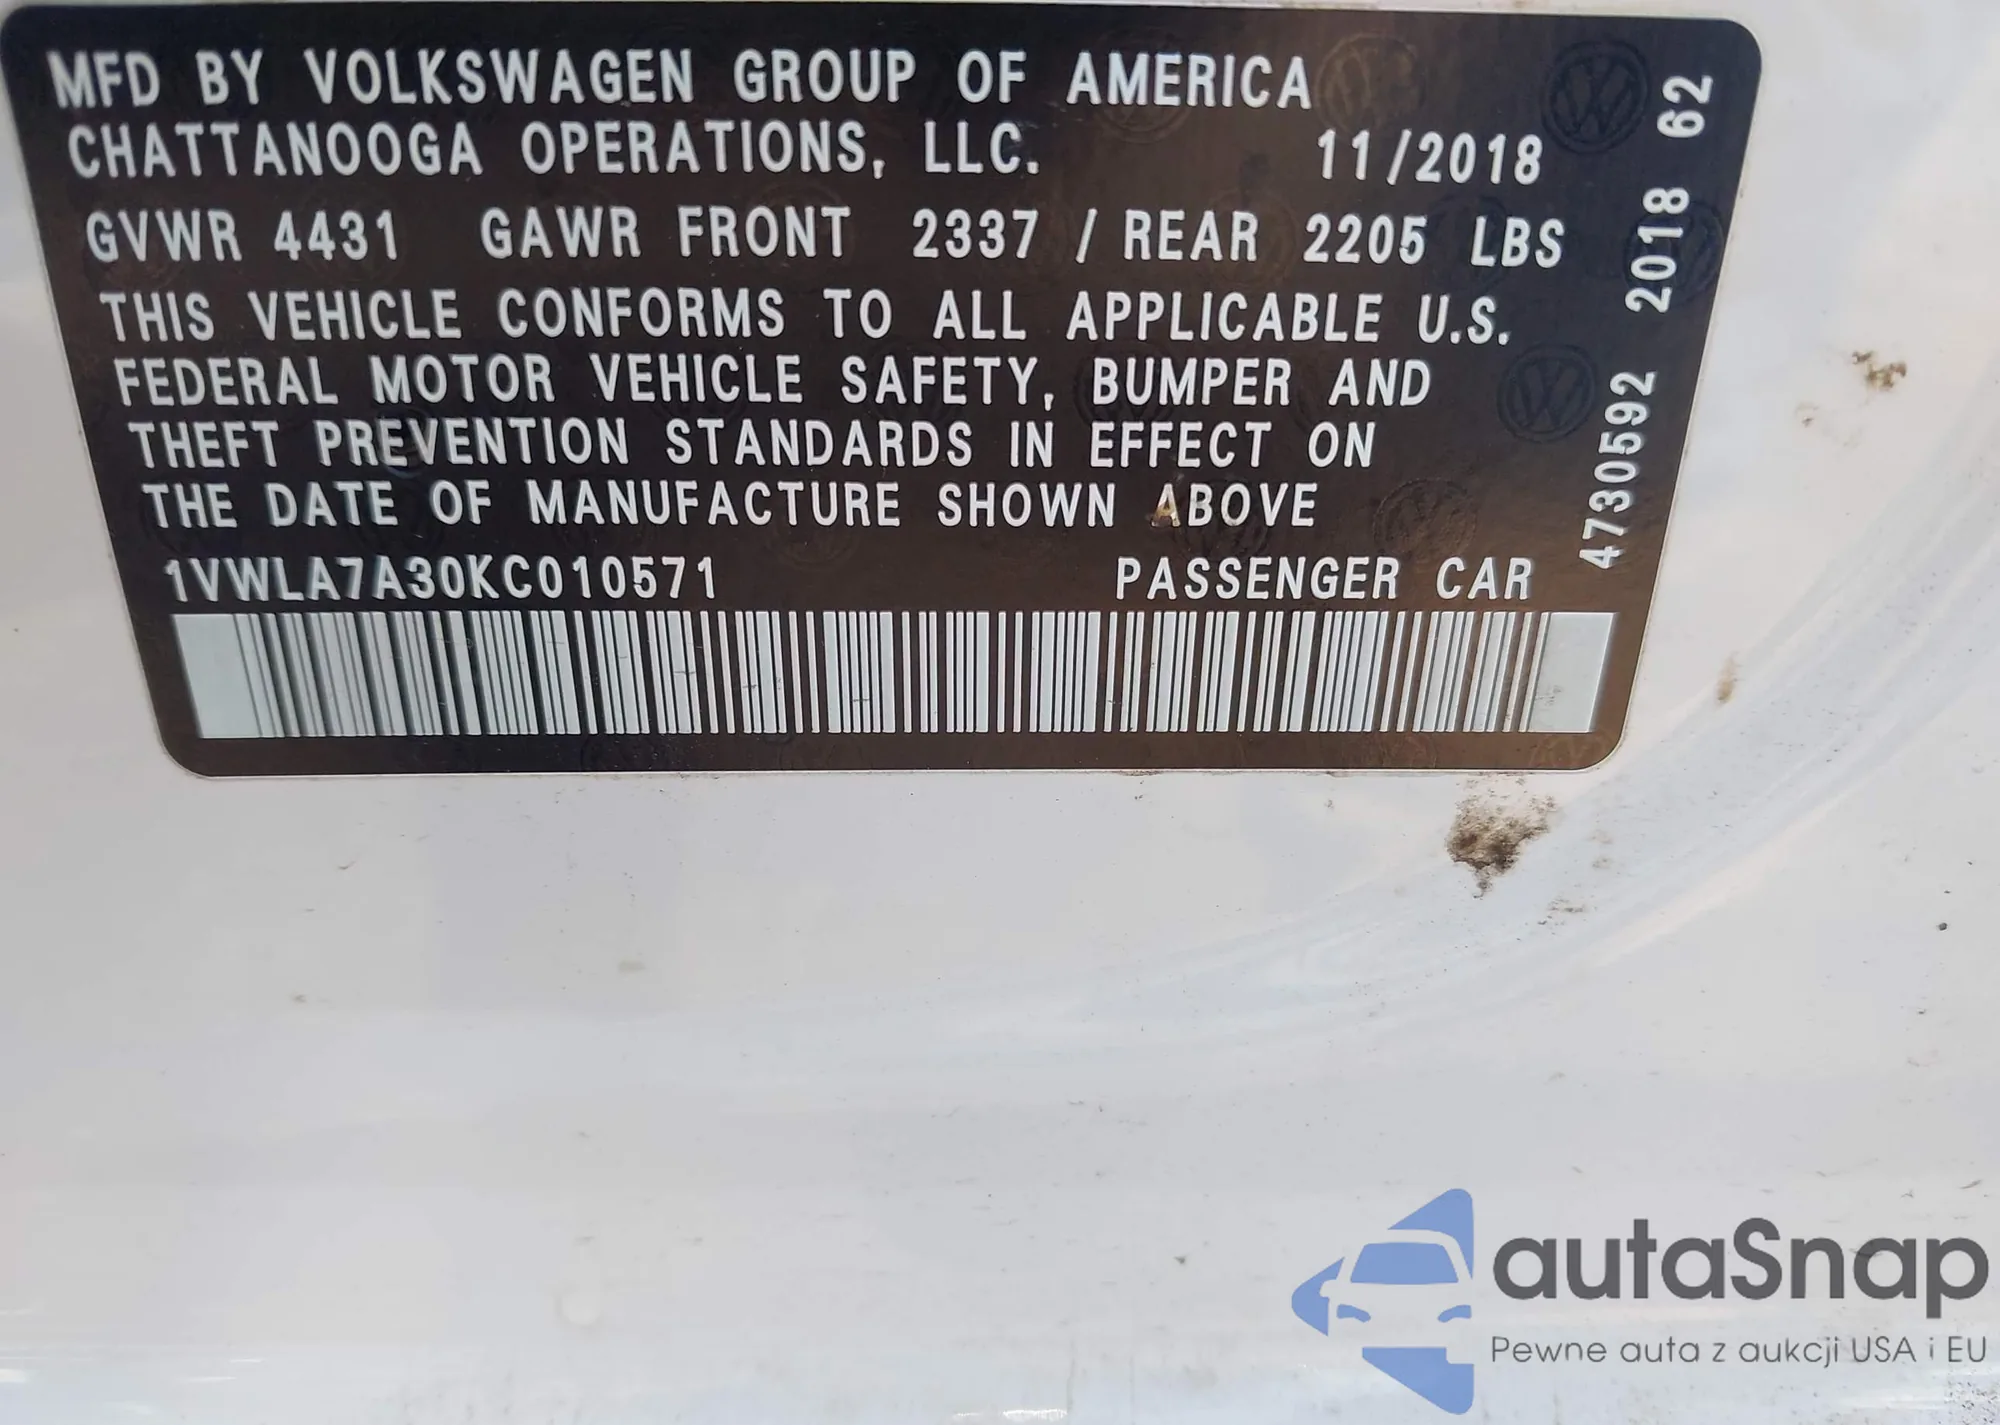 MFD BY VOLKSWAGEN GROUP OF AMERICA
CHATTANOOGA OPERATIONS, LLC. 11/2018
GVWR 4431 GAWR FRONT 2337 / REAR 2205 LBS
THIS VEHICLE CONFORMS TO ALL APPLICABLE U.S.
FEDERAL MOTOR VEHICLE SAFETY, BUMPER AND
THEFT PREVENTION STANDARDS IN EFFECT ON
THE DATE OF MANUFACTURE SHOWN ABOVE
1VWLA7A30KC010571 PASSENGER CAR
4730592 2018 62
autaSnap
Pewne auta z aukcji USA i EU